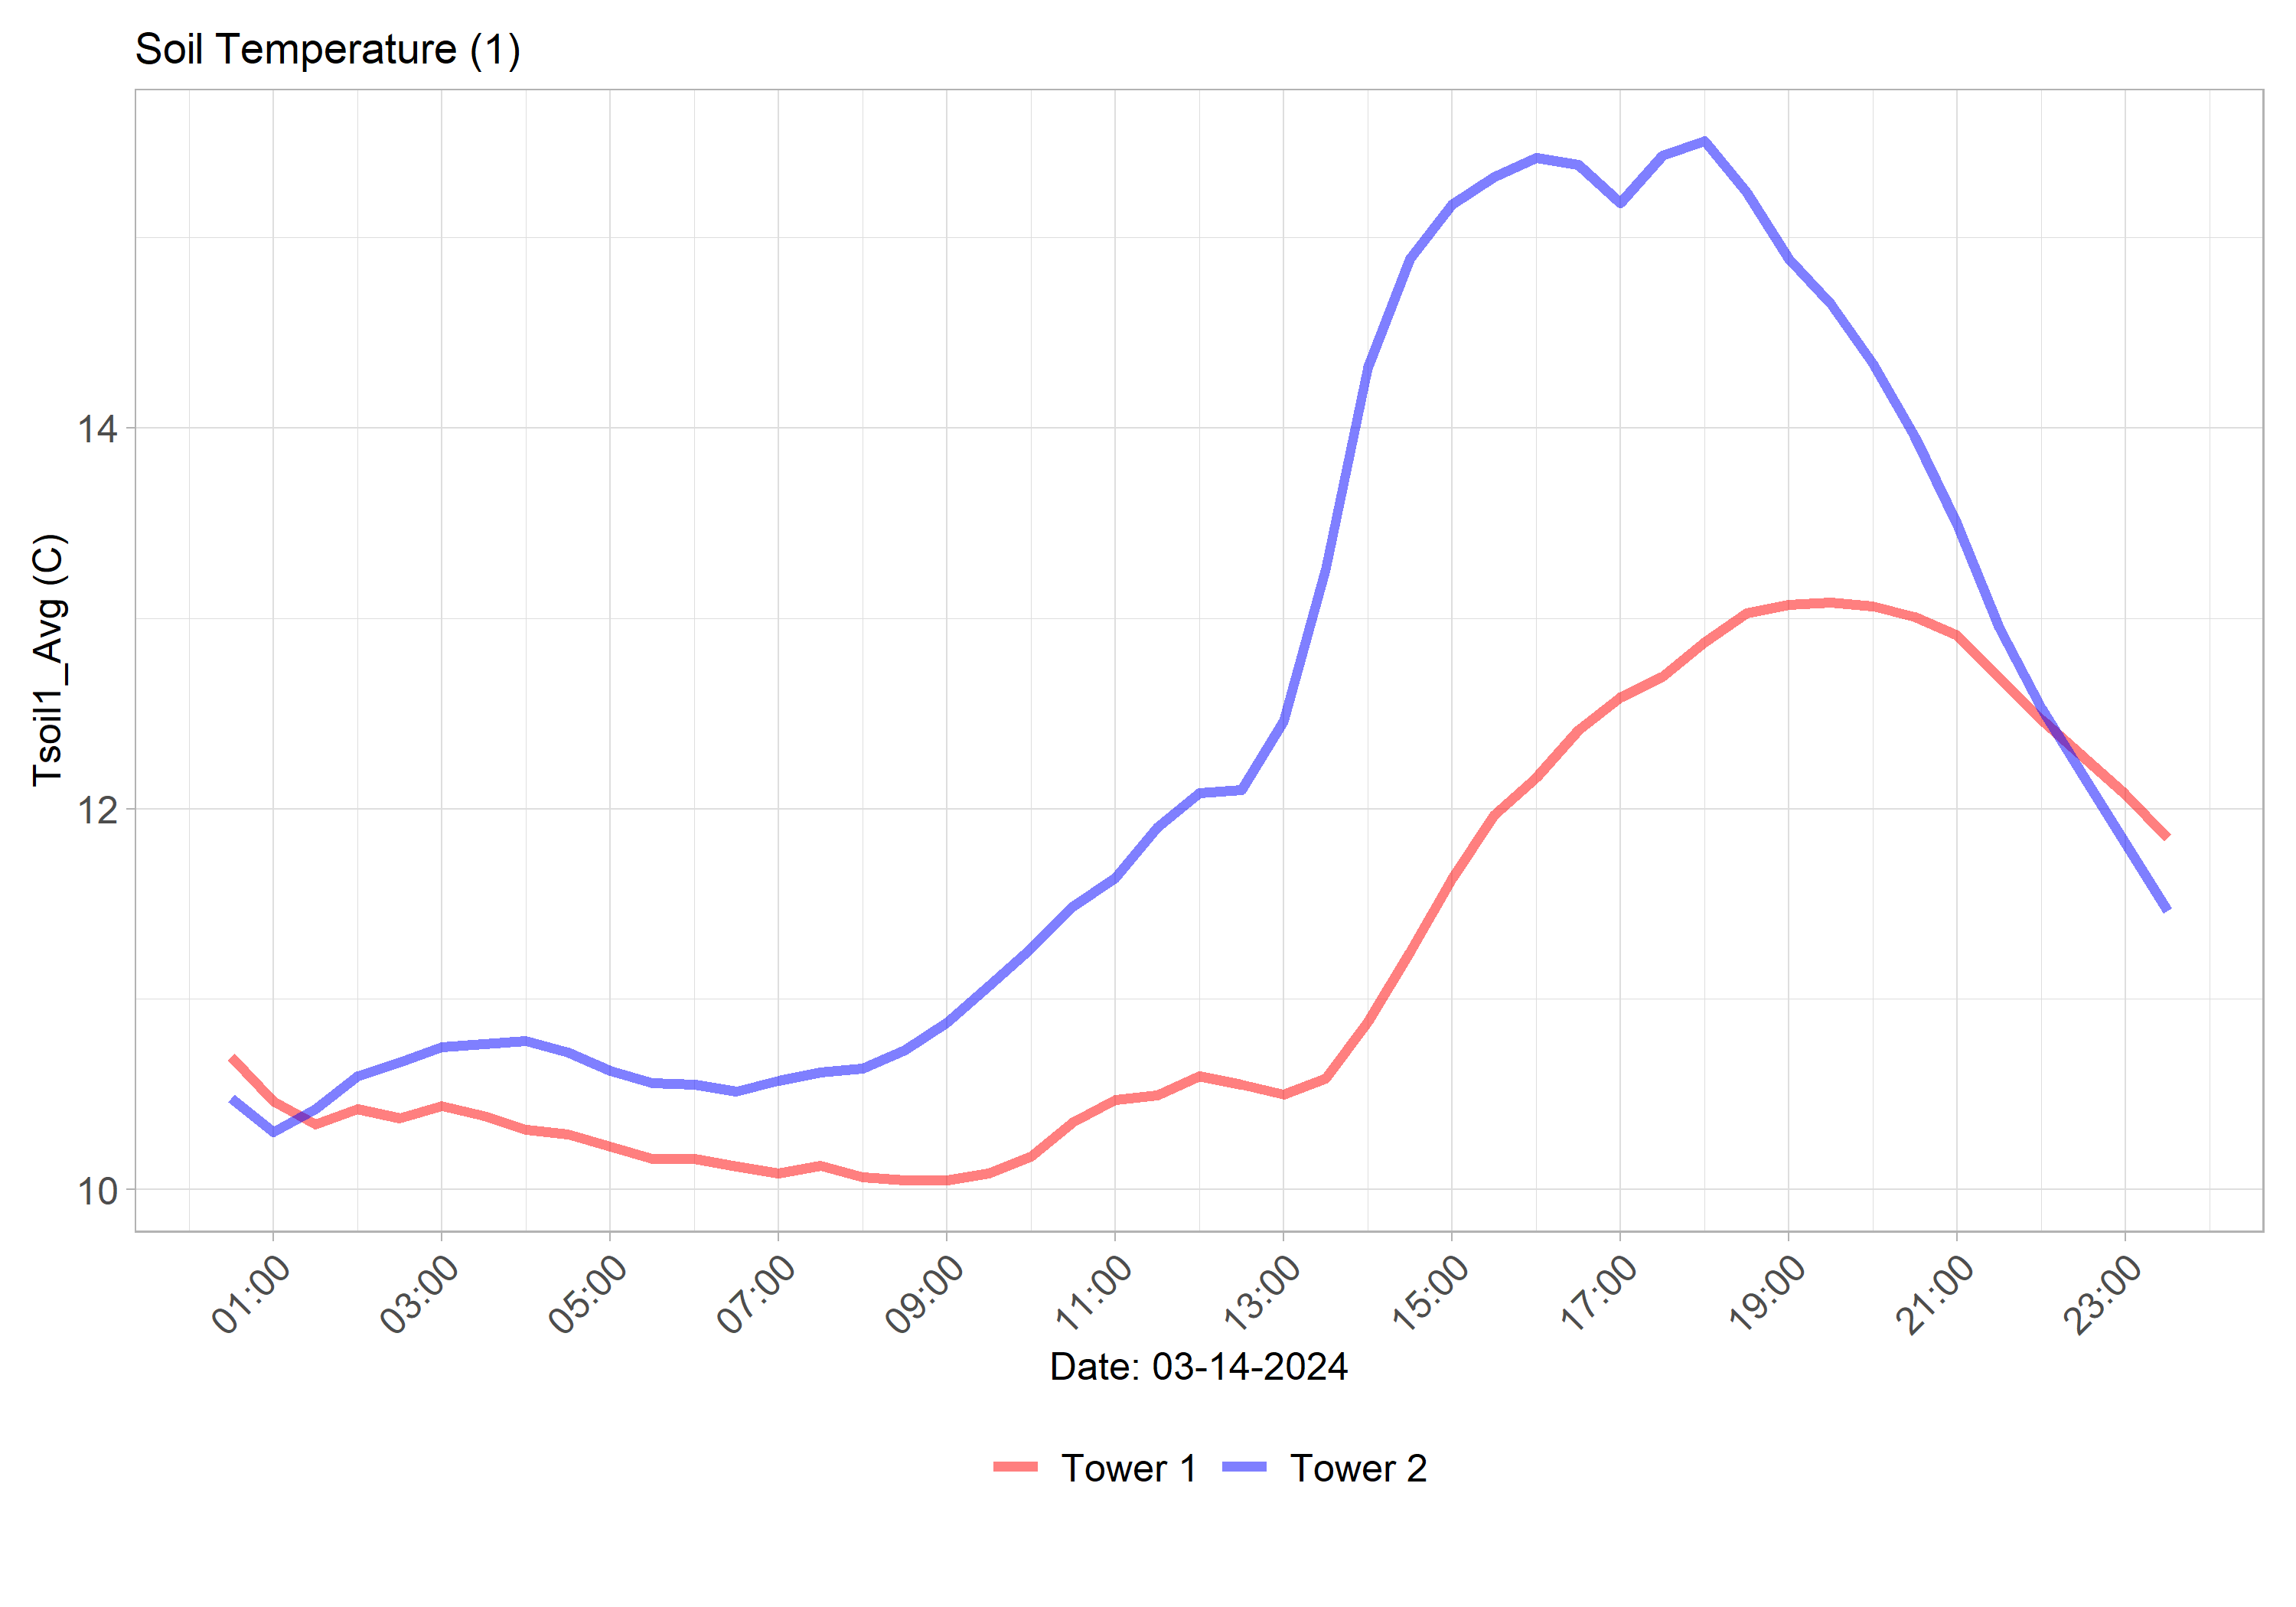 Soil Temperature (1)
Tsoil1_Avg (C)
14
12
10
01:00 03:00 05:00 07:00 09:00 11:00 13:00 15:00 17:00 19:00 21:00 23:00
Date: 03-14-2024
Tower 1 Tower 2